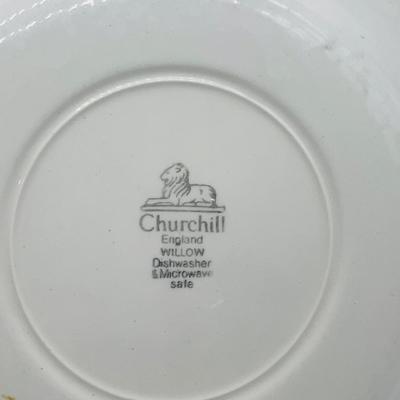 Churchill
England
WILLOW
Dishwasher
& Microwave
safe